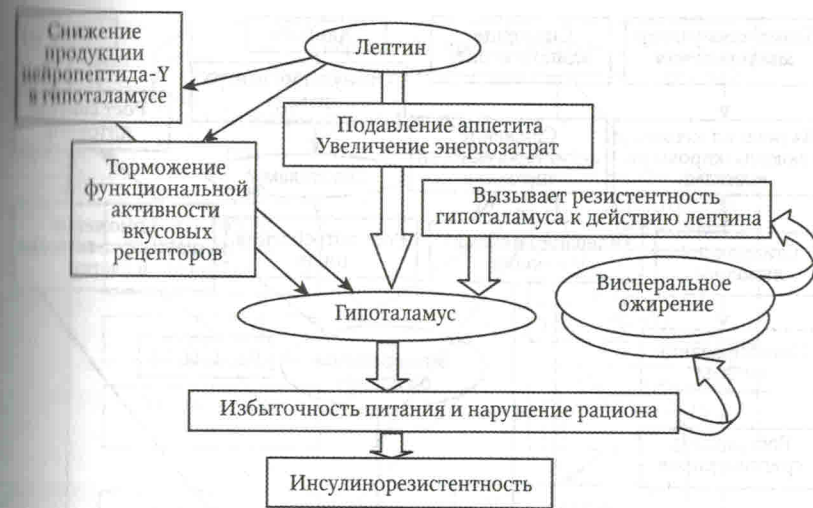 Снижение
продукции
нейропептида-Y
в гипоталамусе
Лептин
Подавление аппетита
Увеличение энергозатрат
Торможение
функциональной
активности
вкусовых
рецепторов
Вызывает резистентность
гипоталамуса к действию лептина
Висцеральное
ожирение
Гипоталамус
Избыточность питания и нарушение рациона
Инсулинорезистентность